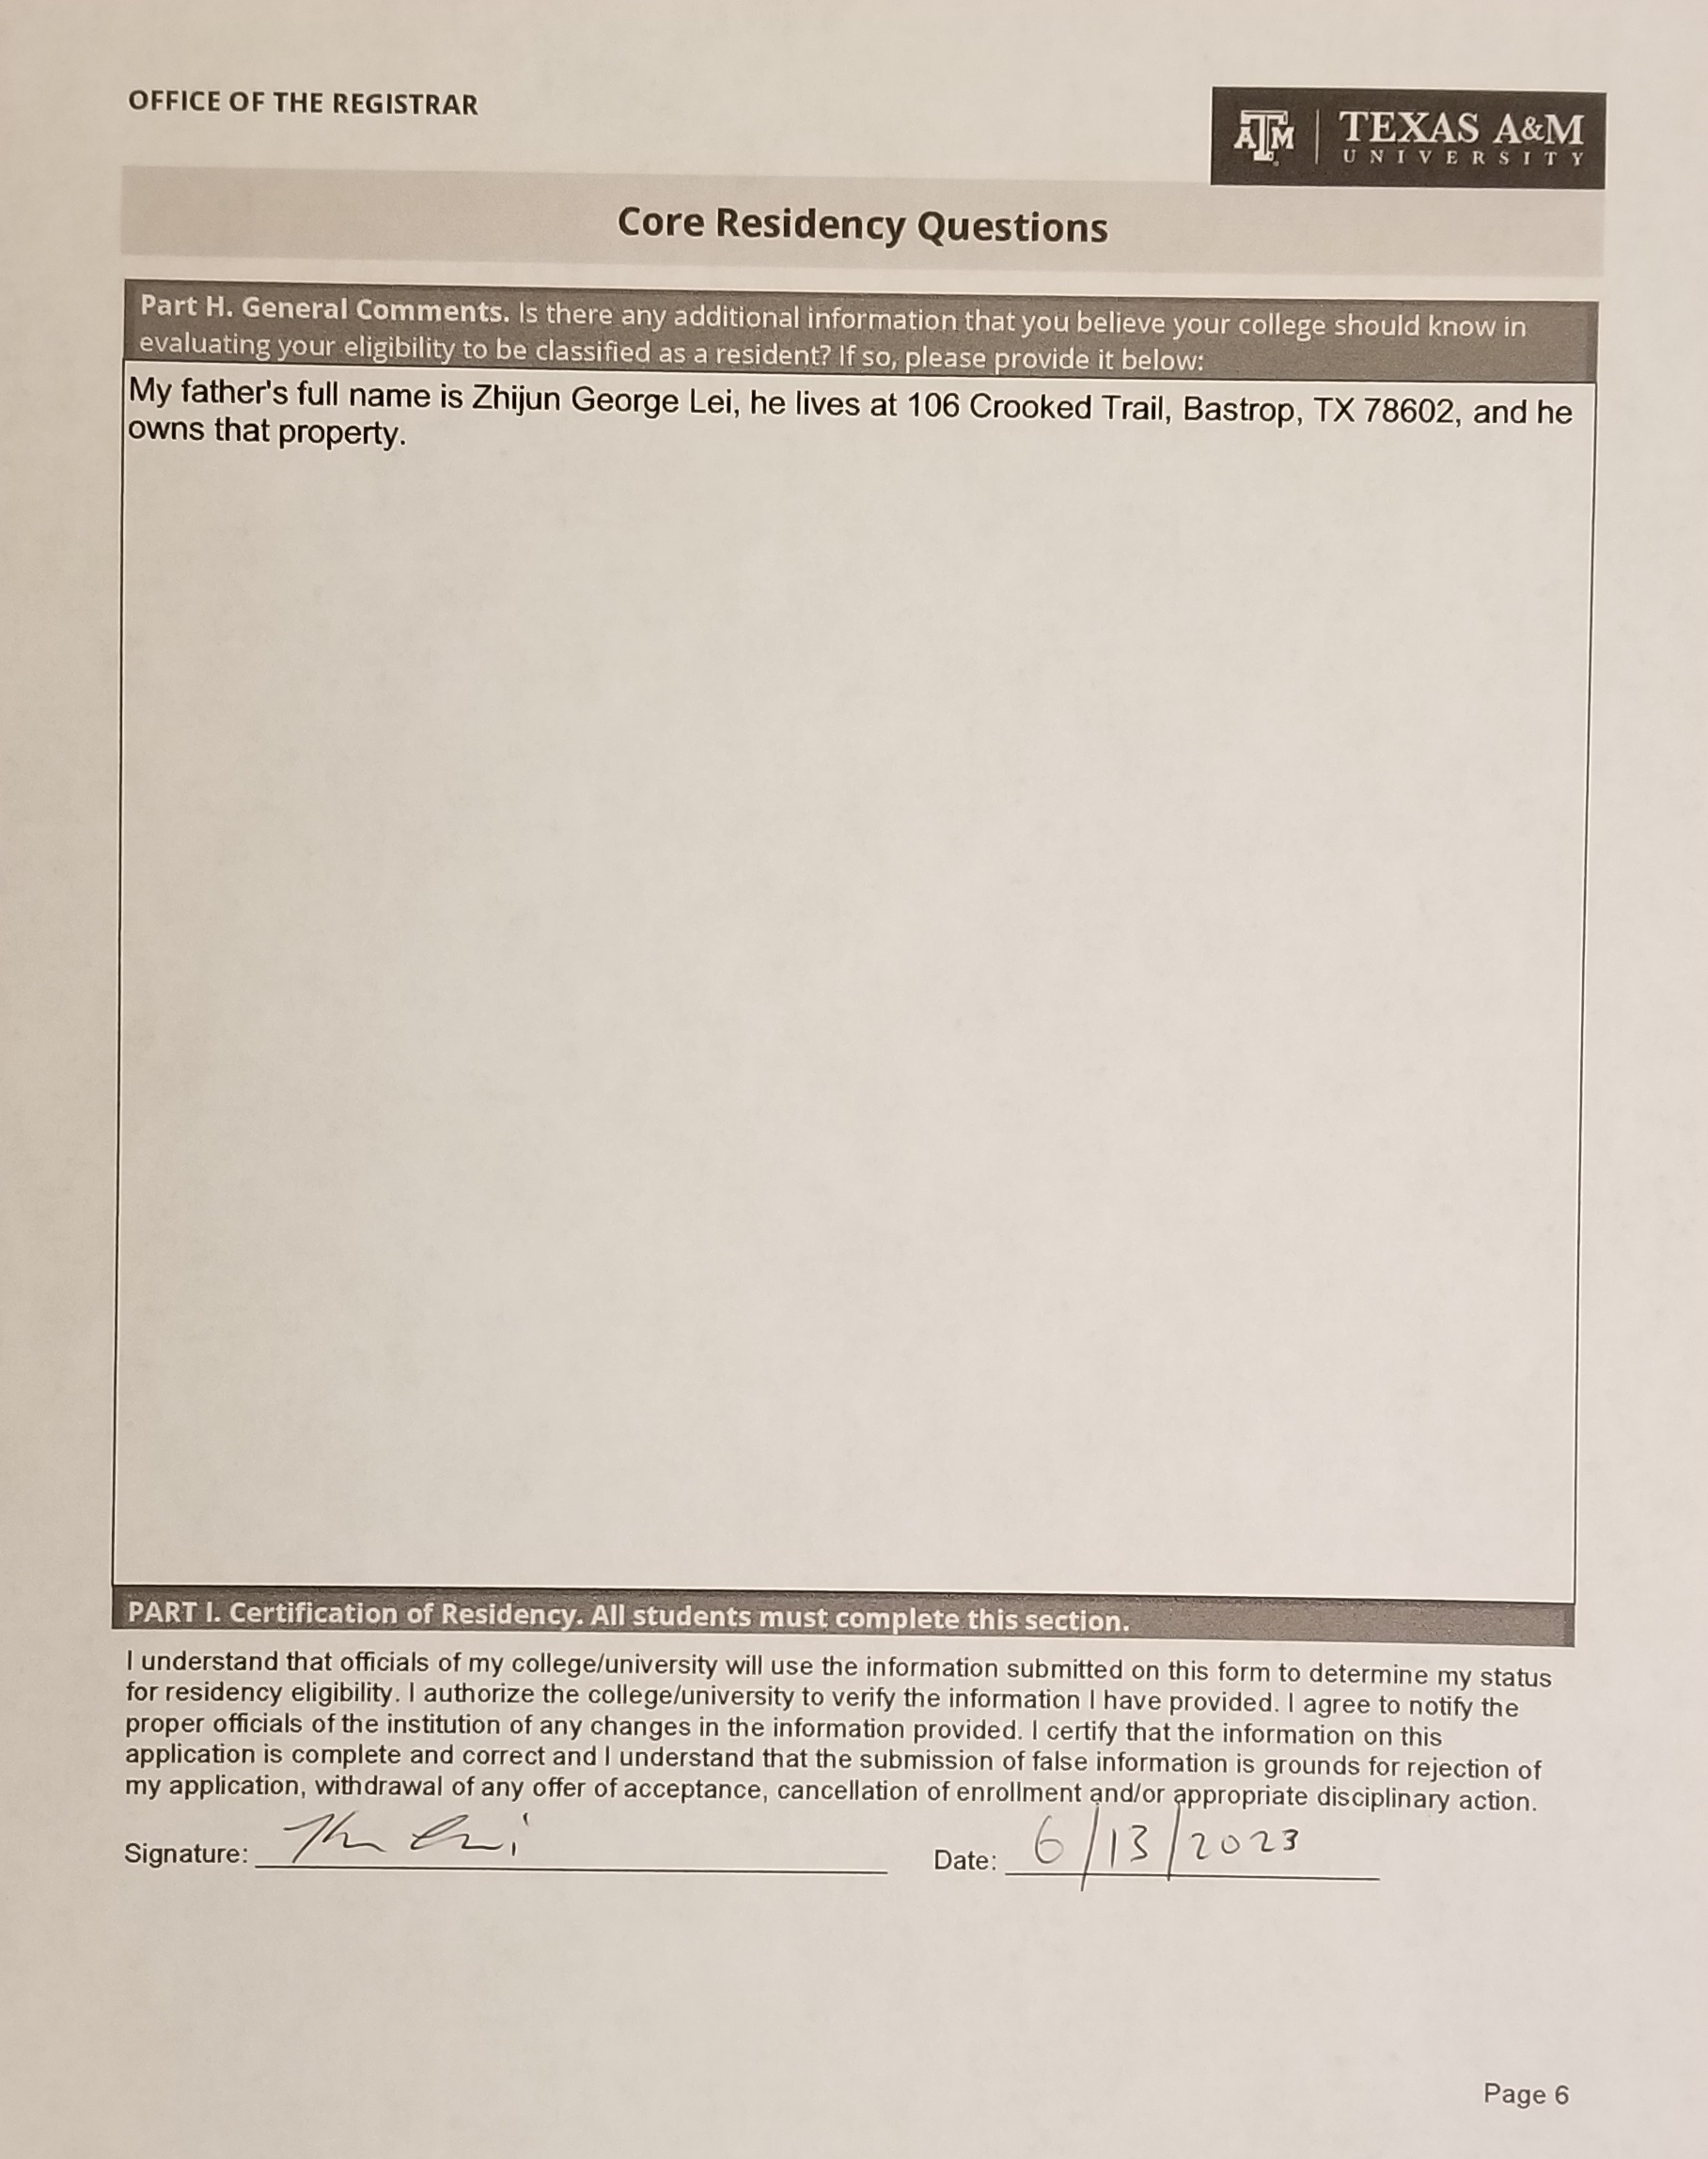 OFFICE OF THE REGISTRAR
ATM
TEXAS A&M
UNIVERSITY
Core Residency Questions
Part H. General Comments. Is there any additional information that you believe your college should know in
evaluating your eligibility to be classified as a resident? If so, please provide it below:
My father's full name is Zhijun George Lei, he lives at 106 Crooked Trail, Bastrop, TX 78602, and he
owns that property.
PART I. Certification of Residency. All students must complete this section.
I understand that officials of my college/university will use the information submitted on this form to determine my status
for residency eligibility. I authorize the college/university to verify the information I have provided. I agree to notify the
proper officials of the institution of any changes in the information provided. I certify that the information on this
application is complete and correct and I understand that the submission of false information is grounds for rejection of
my application, withdrawal of any offer of acceptance, cancellation of enrollment and/or appropriate disciplinary action.
Signature: Date: 6/13/2023
Page 6